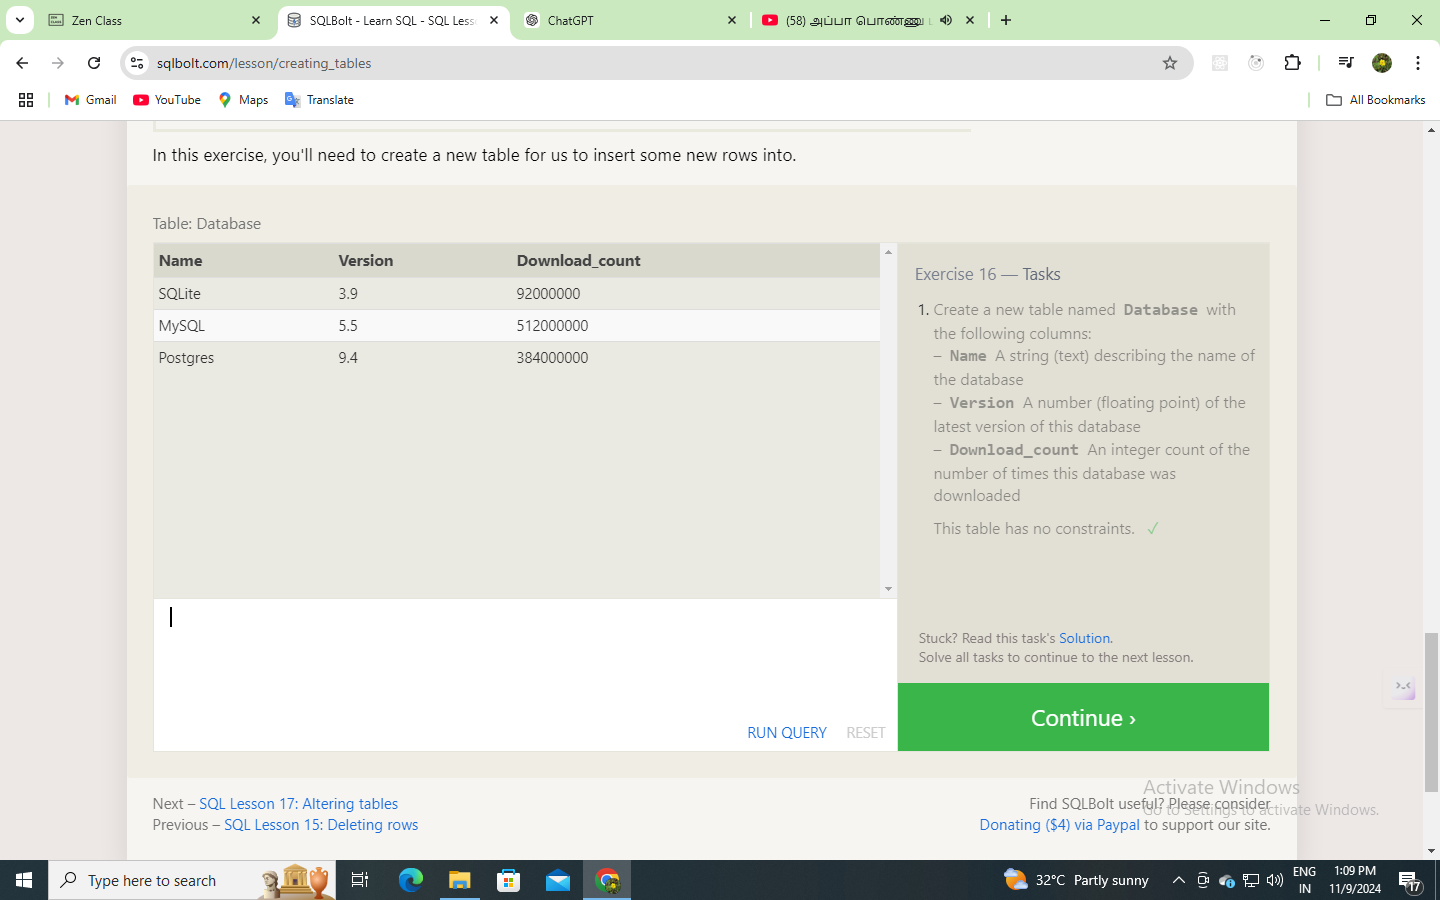 Zen Class
SQLBolt - Learn SQL - SQL Less
ChatGPT
(58) அப்பா பொண்ணு
sqlbolt.com/lesson/creating_tables
Gmail
YouTube
Maps
Translate
All Bookmarks
In this exercise, you'll need to create a new table for us to insert some new rows into.
Table: Database
Name Version Download_count
SQLite 3.9 92000000
MySQL 5.5 512000000
Postgres 9.4 384000000
Exercise 16 — Tasks
1. Create a new table named Database with
the following columns:
– Name A string (text) describing the name of
the database
– Version A number (floating point) of the
latest version of this database
– Download_count An integer count of the
number of times this database was
downloaded
This table has no constraints. ✓
Stuck? Read this task's Solution.
Solve all tasks to continue to the next lesson.
RUN QUERY RESET
Continue ›
Next – SQL Lesson 17: Altering tables
Previous – SQL Lesson 15: Deleting rows
Find SQLBolt useful? Please consider
Donating ($4) via Paypal to support our site.
Activate Windows
Go to Settings to activate Windows.
Type here to search
32°C Partly sunny
ENG
IN
1:09 PM
11/9/2024
17